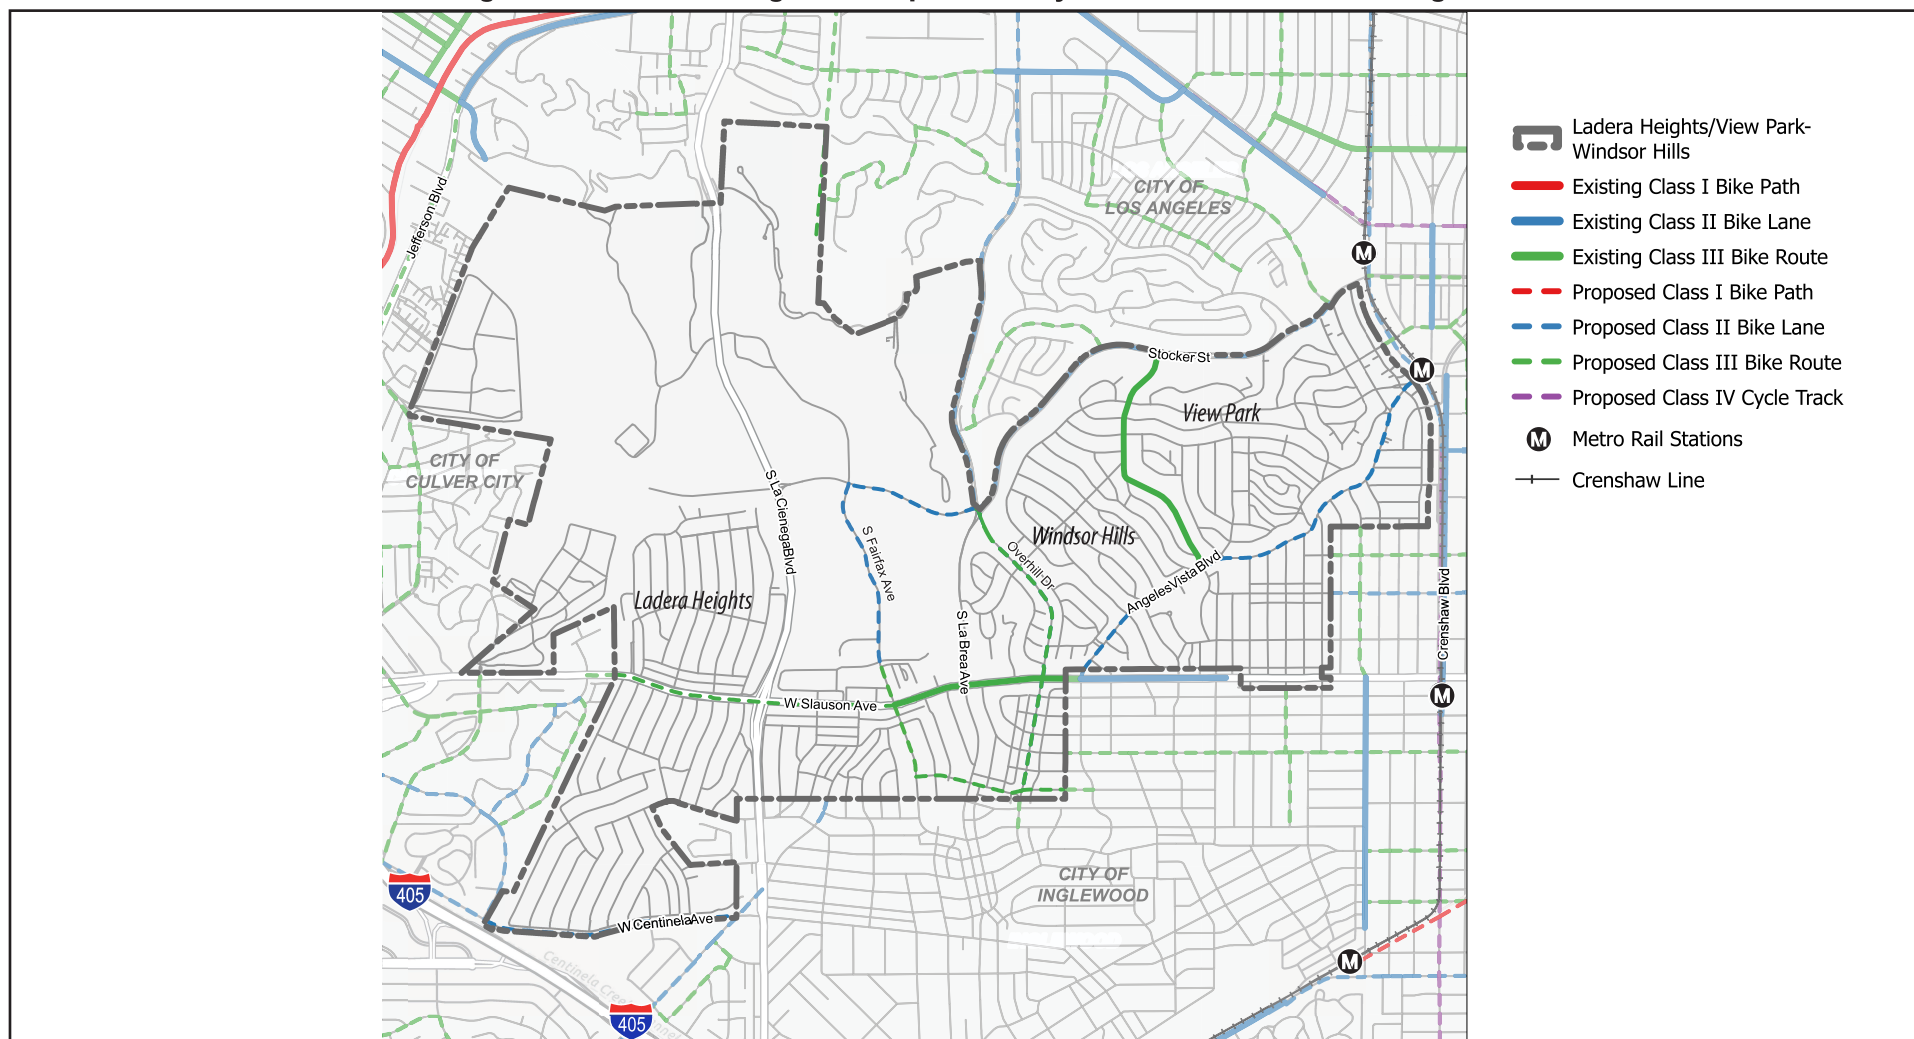 Ladera Heights/View Park-
Windsor Hills
Existing Class I Bike Path
Existing Class II Bike Lane
Existing Class III Bike Route
Proposed Class I Bike Path
Proposed Class II Bike Lane
Proposed Class III Bike Route
Proposed Class IV Cycle Track
M Metro Rail Stations
Crenshaw Line
Jefferson Blvd
CITY OF
LOS ANGELES
M
Stocker St
M
View Park
CITY OF
CULVER CITY
S La Cienega Blvd
S Fairfax Ave
Windsor Hills
Overhill Dr
Angeles Vista Blvd
Ladera Heights
S La Brea Ave
Crenshaw Blvd
M
W Slauson Ave
CITY OF
INGLEWOOD
405
W Centinela Ave
M
Centinela Creek
405